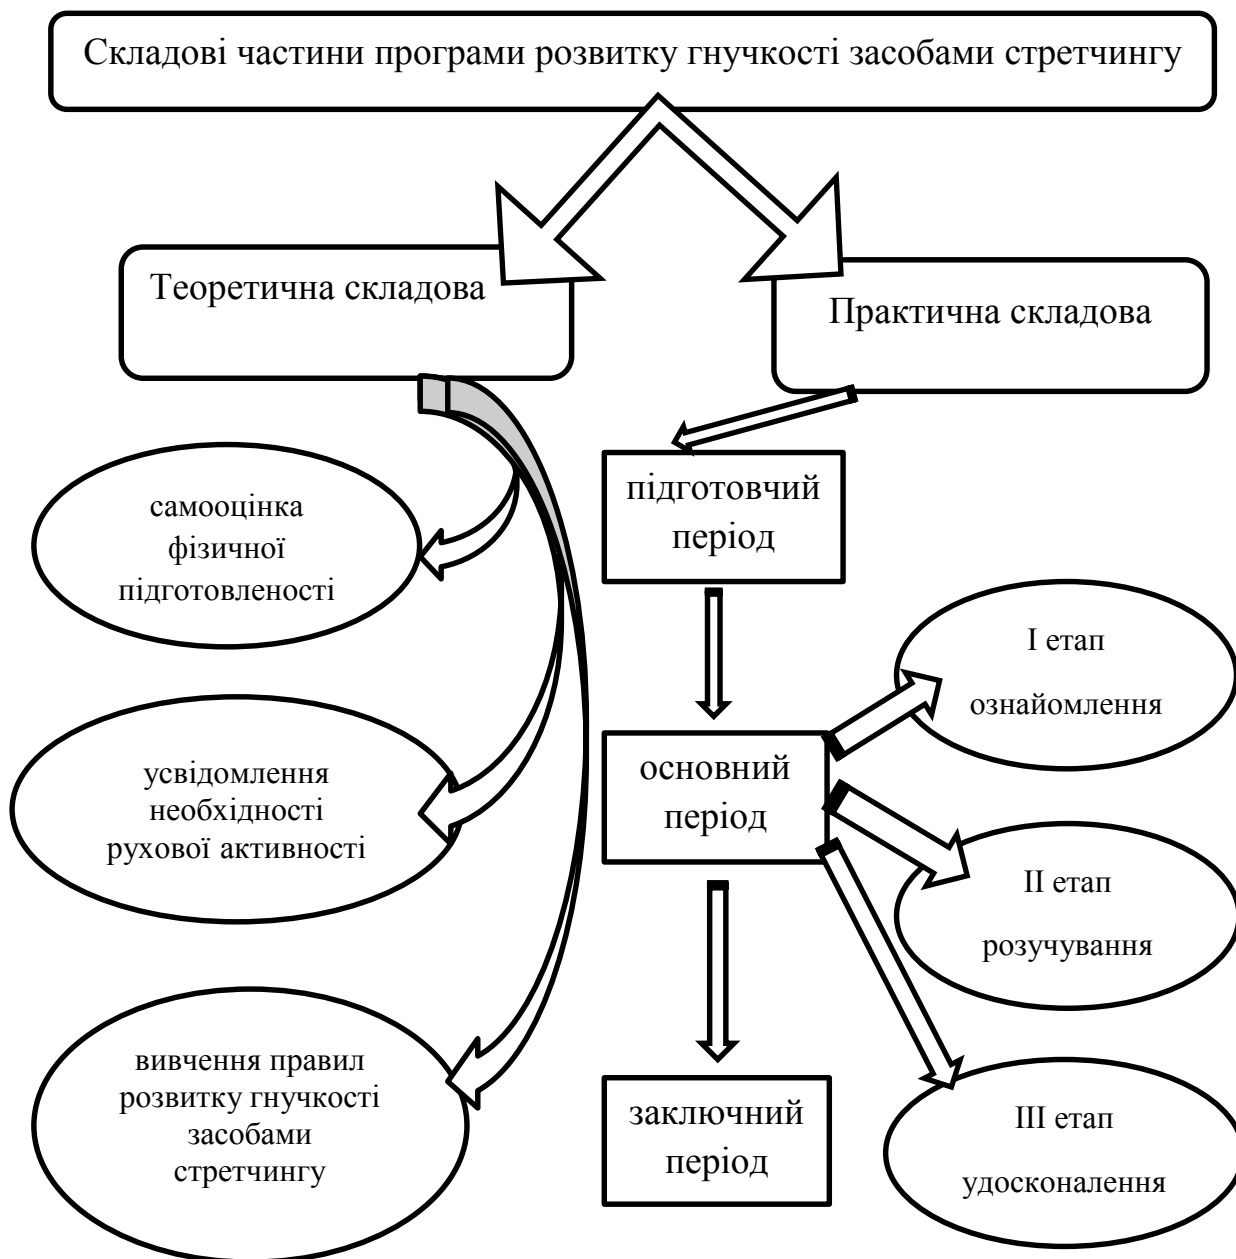 Складові частини програми розвитку гнучкості засобами стретчингу
Теоретична складова
Практична складова
самооцінка
фізичної
підготовленості
усвідомлення
необхідності
рухової активності
вивчення правил
розвитку гнучкості
засобами
стретчингу
підготовчий
період
основний
період
заключний
період
I етап
ознайомлення
II етап
розучування
III етап
удосконалення